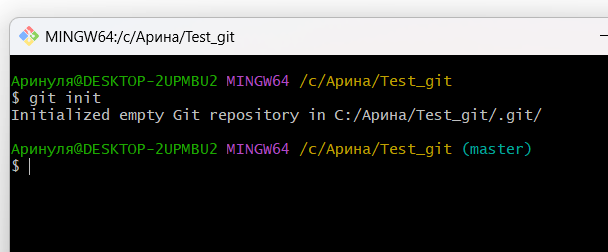 MINGW64:/c/Арина/Test_git
Аринуля@DESKTOP-2UPMBU2 MINGW64 /c/Арина/Test_git
$ git init
Initialized empty Git repository in C:/Арина/Test_git/.git/
Аринуля@DESKTOP-2UPMBU2 MINGW64 /c/Арина/Test_git (master)
$